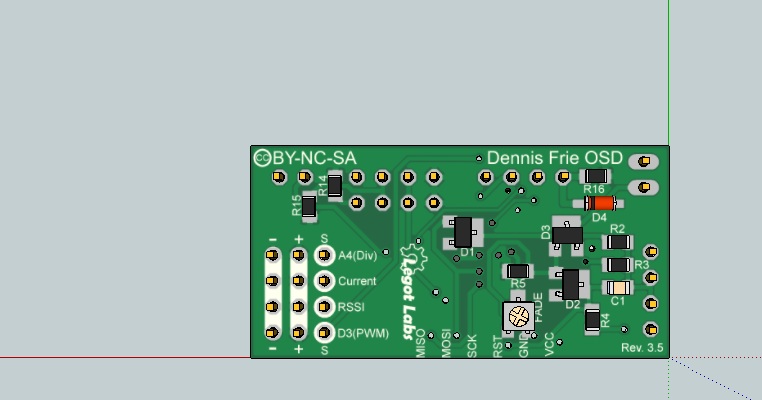 cc BY-NC-SA
Dennis Frie OSD
R14
R16
R15
D4
D3
R2
D1
- + S
A4(Div)
R3
Current
R5
C1
D2
RSSI
FADE
R4
D3(PWM)
Legot Labs
- + S
MISO
MOSI
SCK
RST
GND
VCC
Rev. 3.5